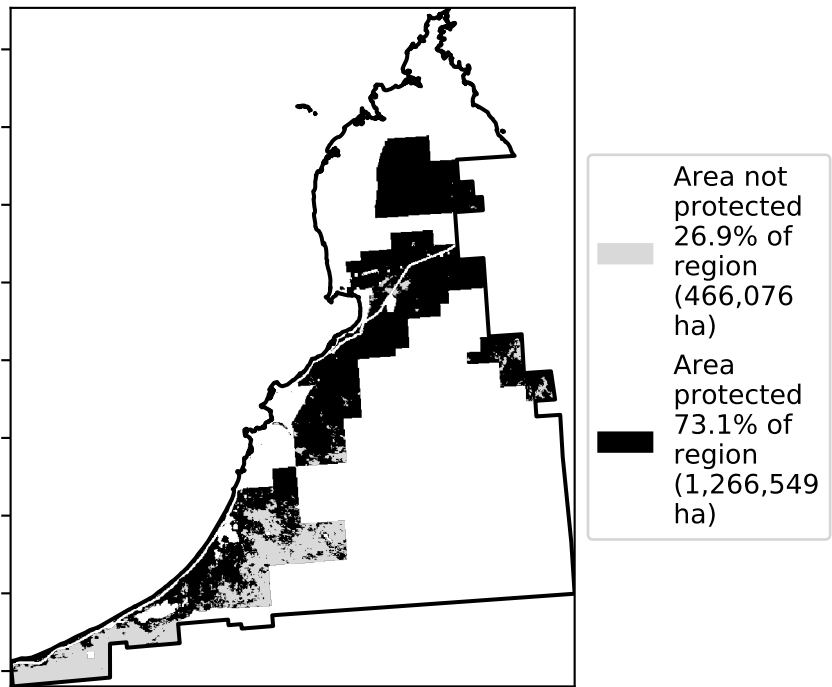 Area not
protected
26.9% of
region
(466,076
ha)
Area
protected
73.1% of
region
(1,266,549
ha)